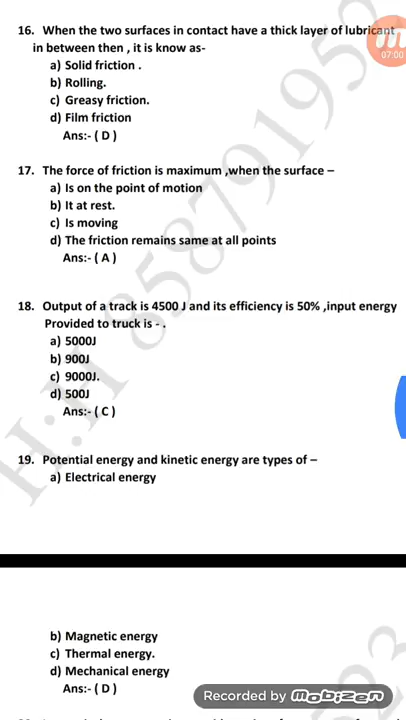 16. When the two surfaces in contact have a thick layer of lubricant
in between then , it is know as-
a) Solid friction .
b) Rolling.
c) Greasy friction.
d) Film friction
Ans:- ( D )
07:00
17. The force of friction is maximum ,when the surface –
a) Is on the point of motion
b) It at rest.
c) Is moving
d) The friction remains same at all points
Ans:- ( A )
18. Output of a track is 4500 J and its efficiency is 50% ,input energy
Provided to truck is - .
a) 5000J
b) 900J
c) 9000J.
d) 500J
Ans:- ( C )
19. Potential energy and kinetic energy are types of –
a) Electrical energy
b) Magnetic energy
c) Thermal energy.
d) Mechanical energy
Ans:- ( D )
Recorded by mobizen